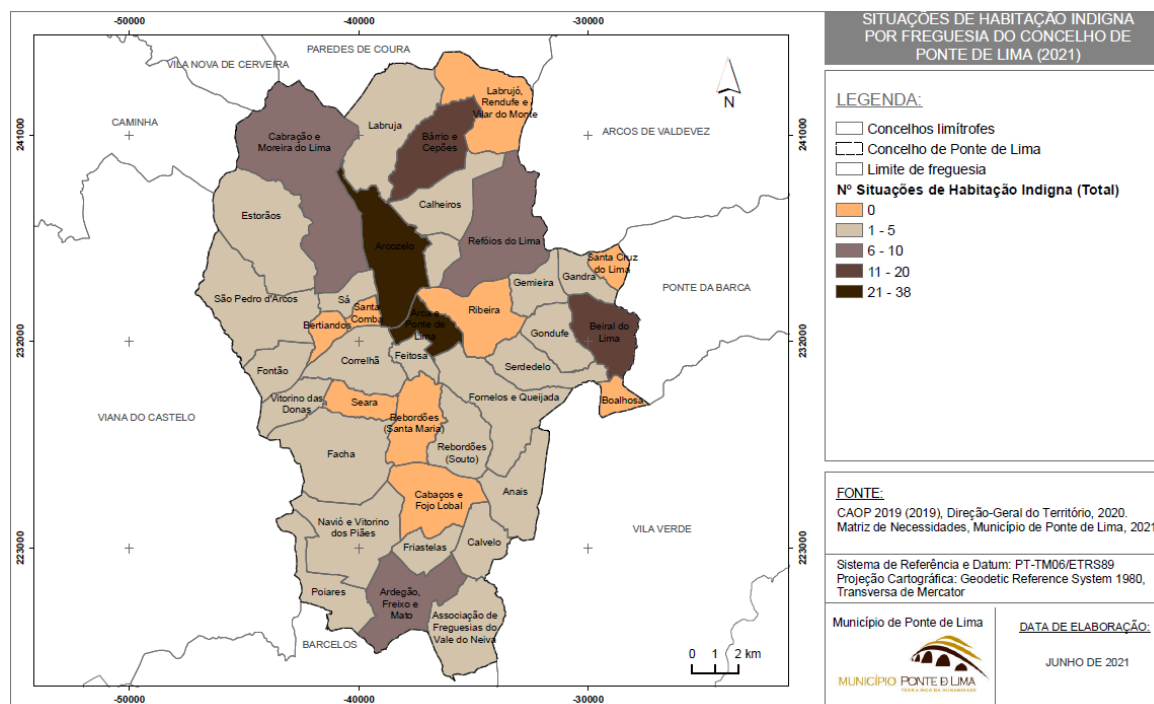 -50000
-40000
-30000
SITUAÇÕES DE HABITAÇÃO INDIGNA
POR FREGUESIA DO CONCELHO DE
PONTE DE LIMA (2021)
PAREDES DE COURA
VILA NOVA DE CERVEIRA
CAMINHA
ARCOS DE VALDEVEZ
PONTE DA BARCA
VIANA DO CASTELO
VILA VERDE
BARCELOS
N
241000
241000
232000
232000
223000
223000
Labrujó,
Rendufe e
Vilar do Monte
Labruja
Bárrio e
Cepões
Cabração e
Moreira do Lima
Calheiros
Estorãos
Arcozelo
Refóios do Lima
Santa Cruz
do Lima
Gandra
Gemieira
São Pedro d'Arcos
Sá
Santa
Comba
Bertiandos
Ribeira
Arca e
Ponte de
Lima
Beiral do
Lima
Gondufe
Correlhã
Feitosa
Serdedelo
Fontão
Vitorino das
Donas
Seara
Fornelos e Queijada
Boalhosa
Rebordões
(Santa Maria)
Rebordões
(Souto)
Facha
Anais
Cabaços e
Fojo Lobal
Navió e Vitorino
dos Piães
Friastelas
Calvelo
Poiares
Ardegão,
Freixo e
Mato
Associação de
Freguesias do
Vale do Neiva
0 1 2 km
-50000
-40000
-30000
LEGENDA:
Concelhos limítrofes
Concelho de Ponte de Lima
Limite de freguesia
Nº Situações de Habitação Indigna (Total)
0
1 - 5
6 - 10
11 - 20
21 - 38
FONTE:
CAOP 2019 (2019), Direção-Geral do Território, 2020.
Matriz de Necessidades, Município de Ponte de Lima, 2021
Sistema de Referência e Datum: PT-TM06/ETRS89
Projeção Cartográfica: Geodetic Reference System 1980,
Transversa de Mercator
Município de Ponte de Lima
MUNICÍPIO PONTE D LIMA
TERRA RICA DA HUMANIDADE
DATA DE ELABORAÇÃO:
JUNHO DE 2021